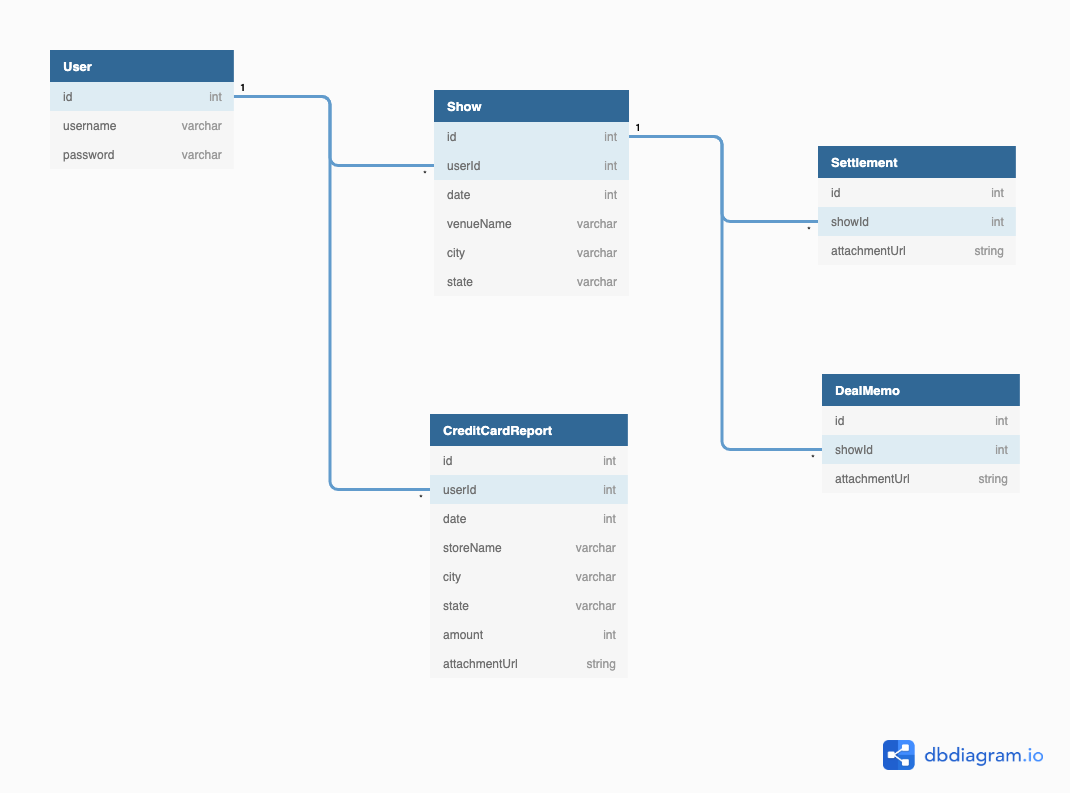 User
id int
username varchar
password varchar
1
*
Show
id int
userId int
date int
venueName varchar
city varchar
state varchar
1
*
Settlement
id int
showId int
attachmentUrl string
*
DealMemo
id int
showId int
attachmentUrl string
*
CreditCardReport
id int
userId int
date int
storeName varchar
city varchar
state varchar
amount int
attachmentUrl string
dbdiagram.io